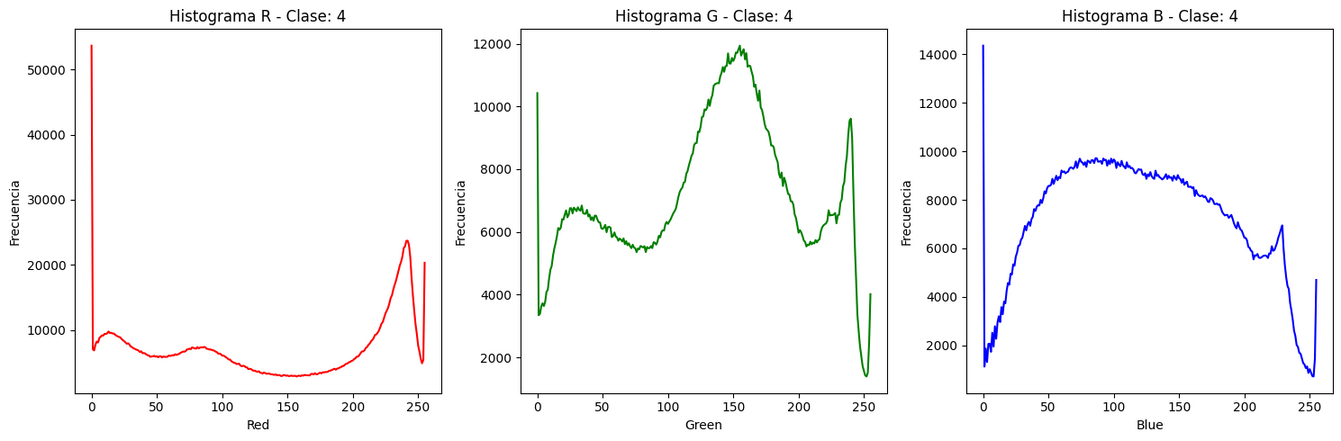 Histograma R - Clase: 4
Frecuencia
50000
40000
30000
20000
10000
0 50 100 150 200 250
Red
Histograma G - Clase: 4
Frecuencia
12000
10000
8000
6000
4000
2000
0 50 100 150 200 250
Green
Histograma B - Clase: 4
Frecuencia
14000
12000
10000
8000
6000
4000
2000
0 50 100 150 200 250
Blue